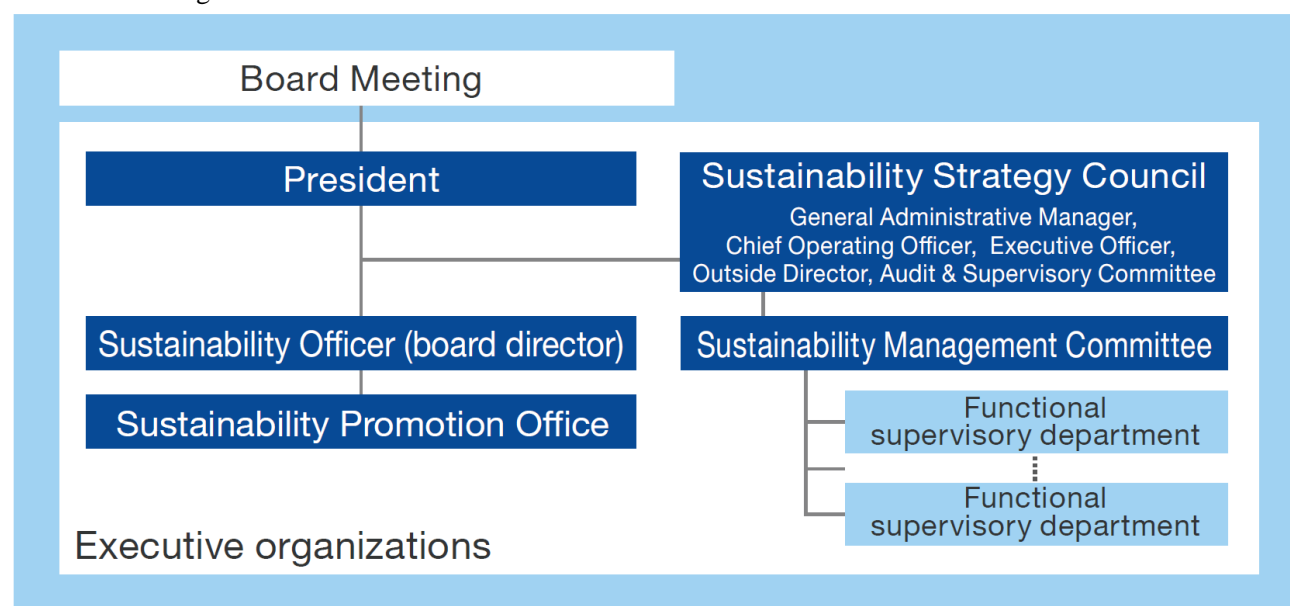 Board Meeting
President
Sustainability Strategy Council
General Administrative Manager,
Chief Operating Officer, Executive Officer,
Outside Director, Audit & Supervisory Committee
Sustainability Officer (board director)
Sustainability Management Committee
Sustainability Promotion Office
Functional
supervisory department
Functional
supervisory department
Executive organizations